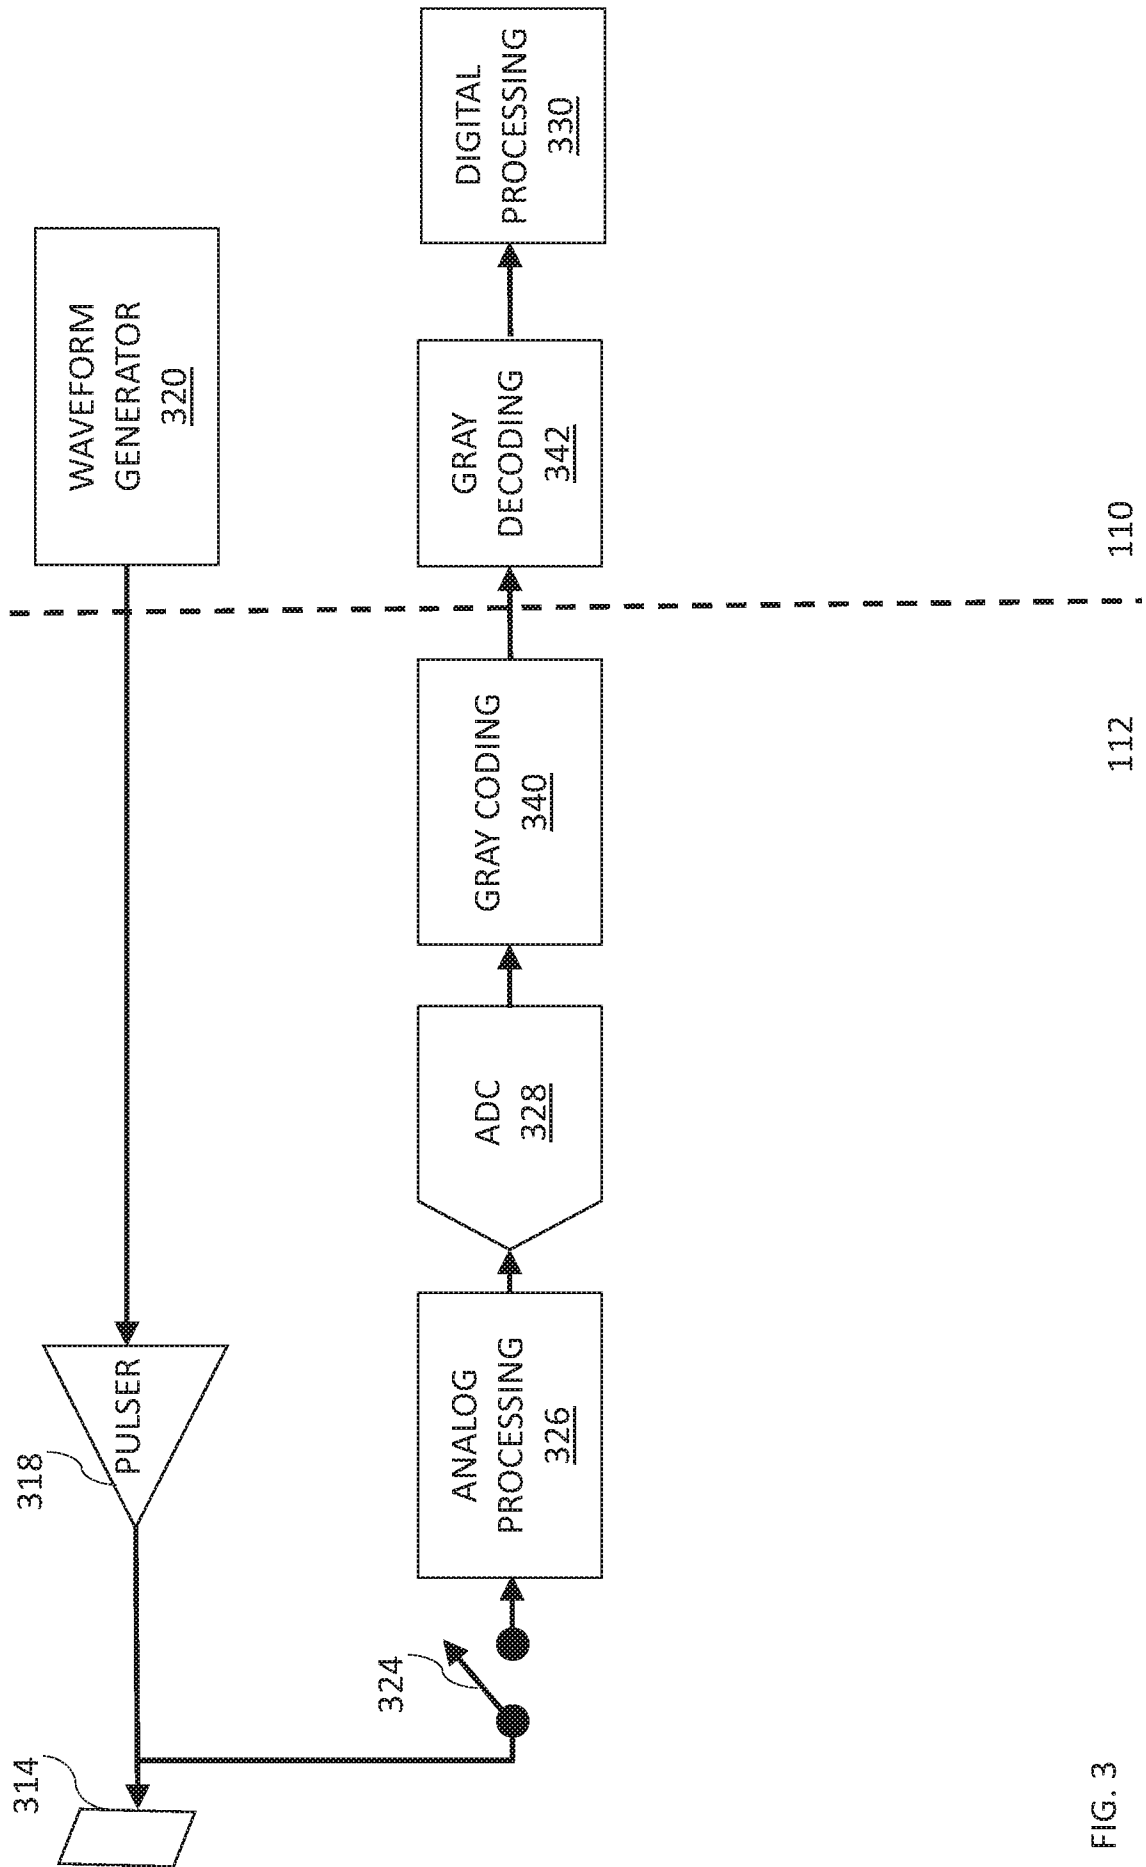 314
318
PULSER
WAVEFORM
GENERATOR
320
324
ANALOG
PROCESSING
326
ADC
328
GRAY CODING
340
GRAY
DECODING
342
DIGITAL
PROCESSING
330
112
110
FIG. 3